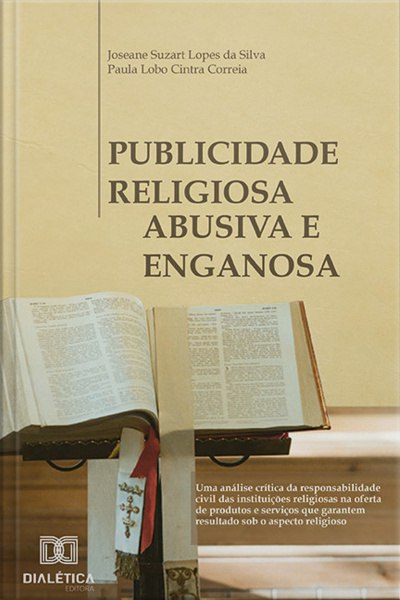 Joseane Suzart Lopes da Silva
Paula Lobo Cintra Correia
PUBLICIDADE
RELIGIOSA
ABUSIVA E
ENGANOSA
Uma análise crítica da responsabilidade
civil das instituições religiosas na oferta
de produtos e serviços que garantem
resultado sob o aspecto religioso
DIALÉTICA
EDITORA